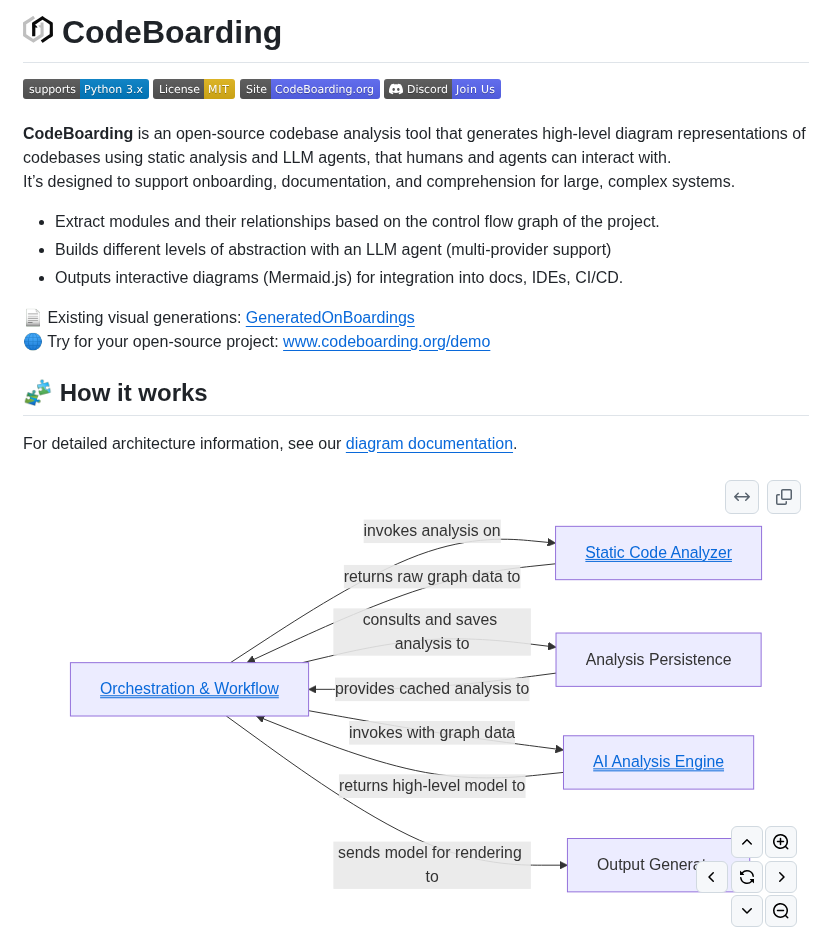 CodeBoarding
supports Python 3.x License MIT Site CodeBoarding.org Discord Join Us
CodeBoarding is an open-source codebase analysis tool that generates high-level diagram representations of
codebases using static analysis and LLM agents, that humans and agents can interact with.
It’s designed to support onboarding, documentation, and comprehension for large, complex systems.
Extract modules and their relationships based on the control flow graph of the project.
Builds different levels of abstraction with an LLM agent (multi-provider support)
Outputs interactive diagrams (Mermaid.js) for integration into docs, IDEs, CI/CD.
Existing visual generations: GeneratedOnBoardings
Try for your open-source project: www.codeboarding.org/demo
How it works
For detailed architecture information, see our diagram documentation.
invokes analysis on
Static Code Analyzer
returns raw graph data to
consults and saves
analysis to
Analysis Persistence
Orchestration & Workflow
provides cached analysis to
invokes with graph data
AI Analysis Engine
returns high-level model to
sends model for rendering
to
Output